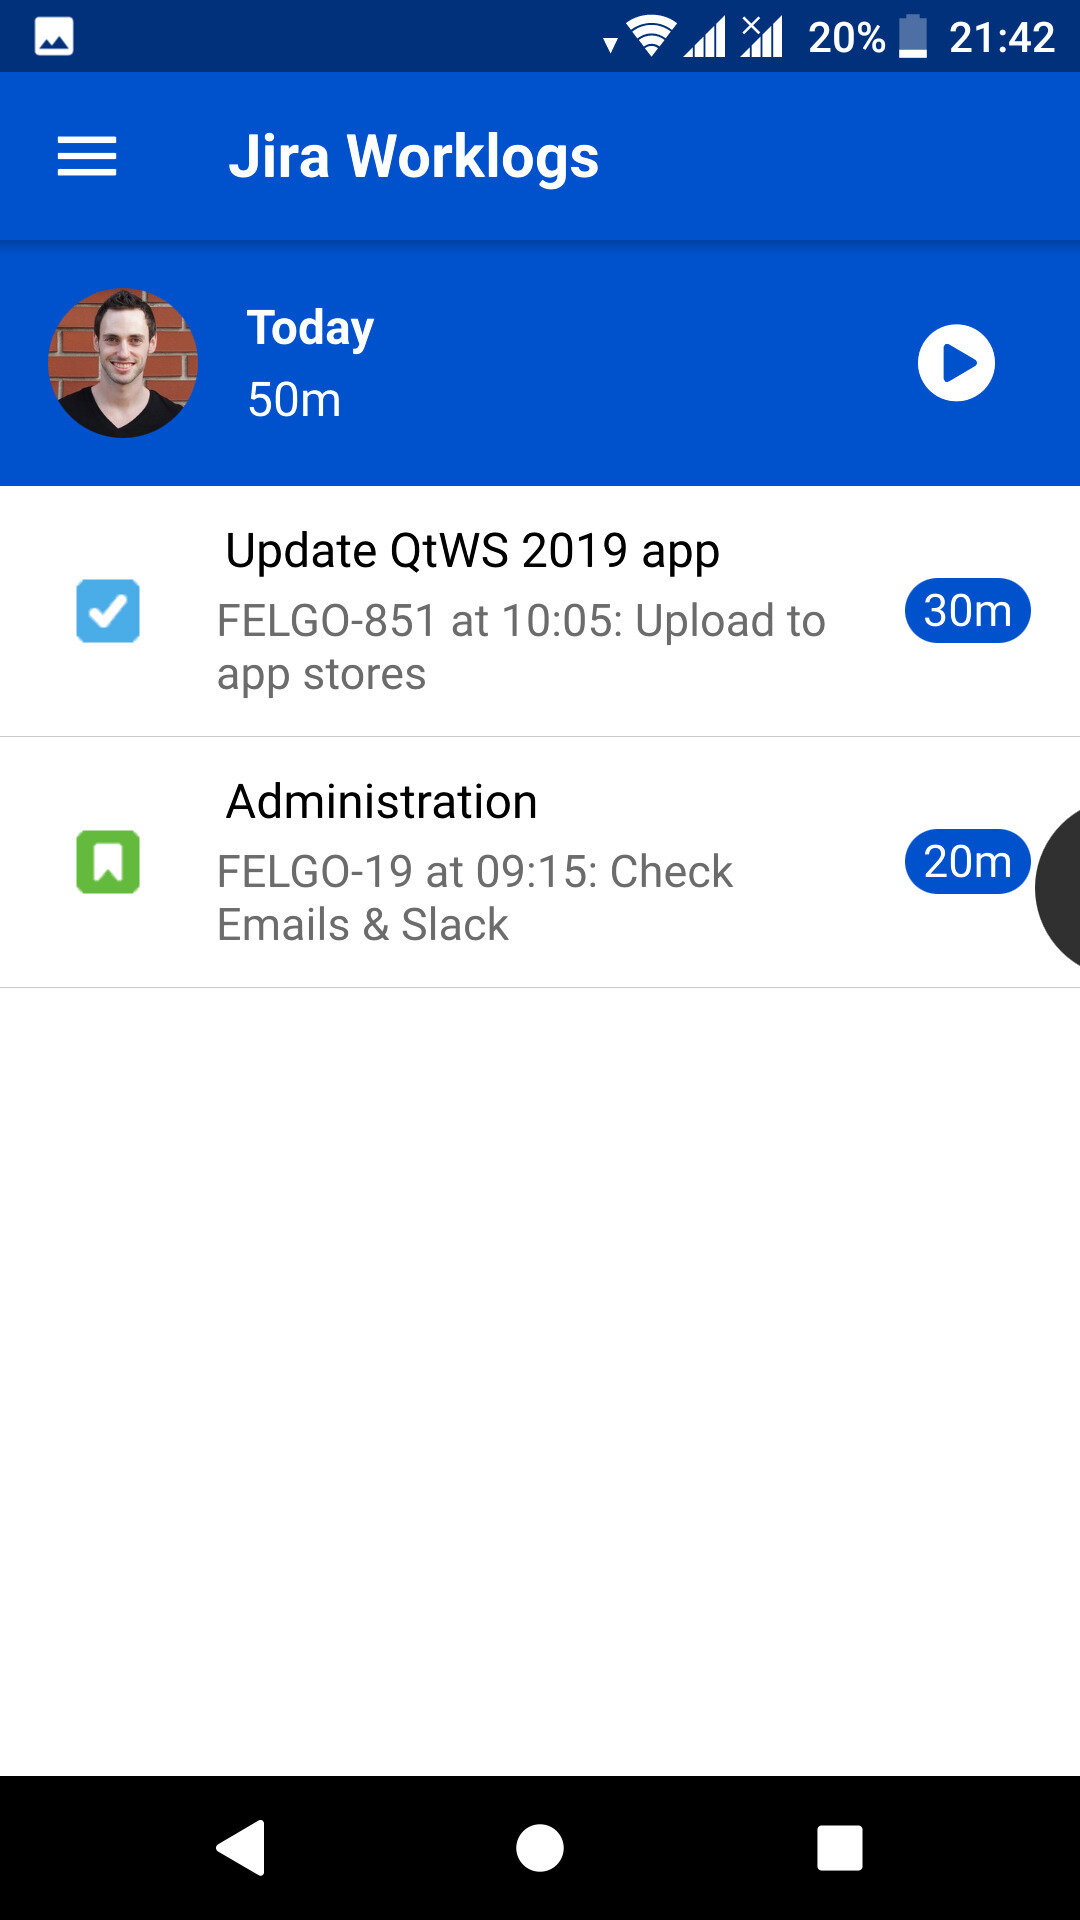 20% 21:42
Jira Worklogs
Today
50m
Update QtWS 2019 app
FELGO-851 at 10:05: Upload to
app stores
30m
Administration
FELGO-19 at 09:15: Check
Emails & Slack
20m